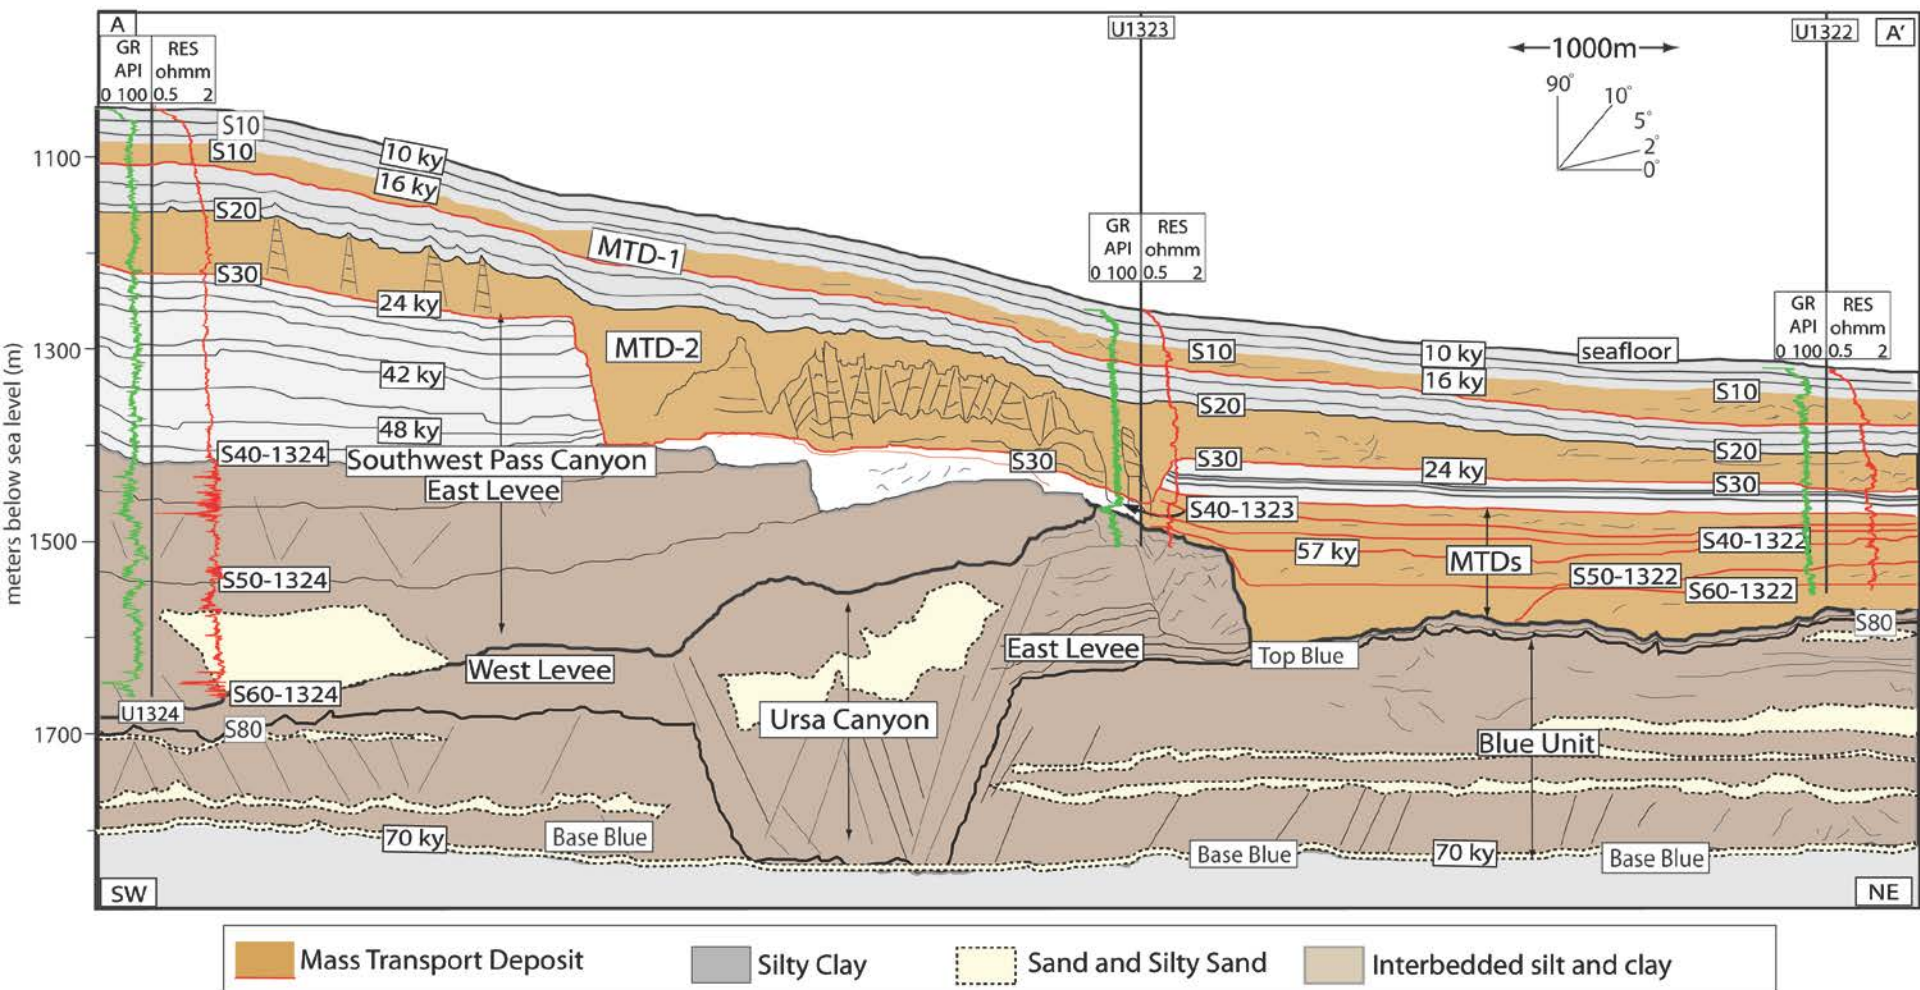 A
U1323
U1322
A'
GR RES
API ohmm
0 100 0.5 2
1000m
90°
10°
5°
2°
0°
S10
10 ky
1100
S10
16 ky
S20
MTD-1
GR RES
API ohmm
0 100 0.5 2
S30
24 ky
GR RES
API ohmm
0 100 0.5 2
1300
MTD-2
S10
10 ky
seafloor
42 ky
16 ky
S10
S20
48 ky
S40-1324
Southwest Pass Canyon
East Levee
S30
S30
24 ky
S20
S30
S40-1323
1500
57 ky
MTDs
S40-1322
S50-1324
S50-1322
S60-1322
S80
East Levee
Top Blue
West Levee
S60-1324
U1324
S80
Ursa Canyon
1700
Blue Unit
70 ky
Base Blue
Base Blue
70 ky
Base Blue
SW
NE
meters below sea level (m)
Mass Transport Deposit
Silty Clay
Sand and Silty Sand
Interbedded silt and clay